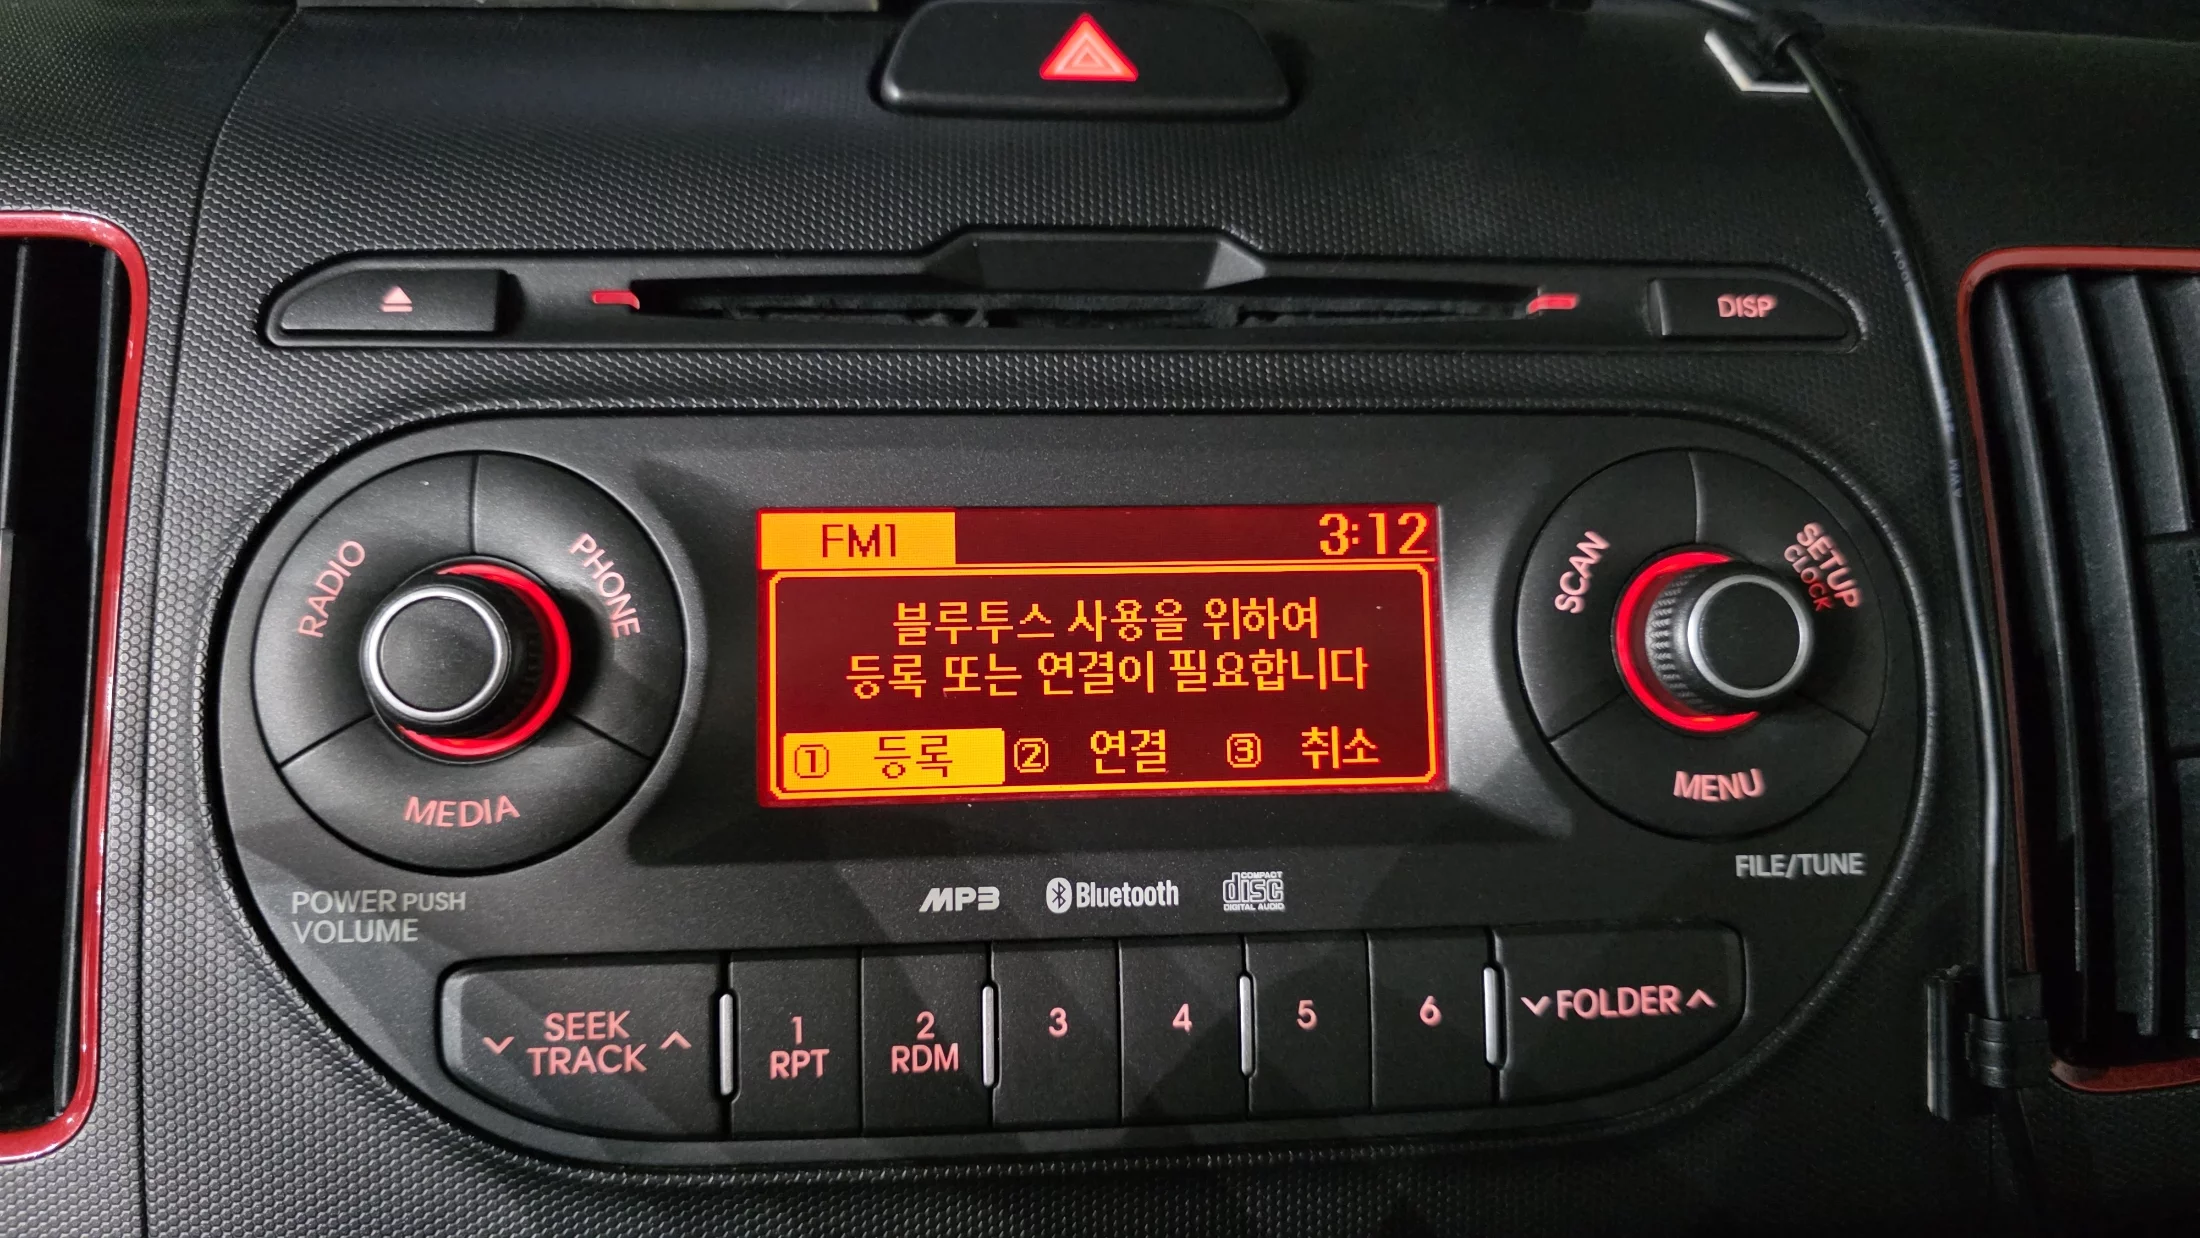 DISP
RADIO
PHONE
MEDIA
POWER PUSH
VOLUME
FM1 3:12
블루투스 사용을 위하여
등록 또는 연결이 필요합니다
① 등록 ② 연결 ③ 취소
SCAN
SETUP
CLOCK
MENU
FILE/TUNE
MP3 Bluetooth COMPACT disc DIGITAL AUDIO
SEEK
TRACK
1
RPT
2
RDM
3
4
5
6
FOLDER